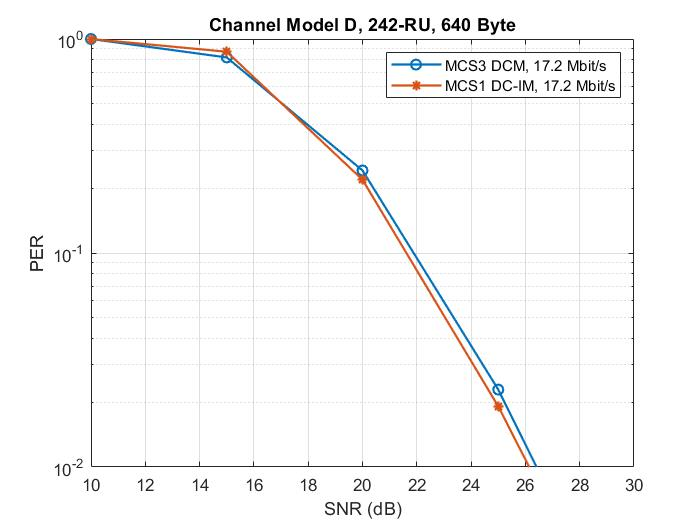 Channel Model D, 242-RU, 640 Byte
MCS3 DCM, 17.2 Mbit/s
MCS1 DC-IM, 17.2 Mbit/s
PER
10^0
10^-1
10^-2
10 12 14 16 18 20 22 24 26 28 30
SNR (dB)